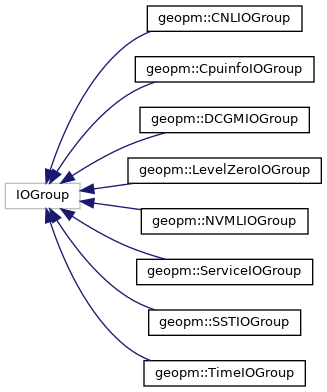 geopm::CNLIOGroup
geopm::CpuinfoIOGroup
geopm::DCGMIOGroup
geopm::LevelZeroIOGroup
IOGroup
geopm::NVMLIOGroup
geopm::ServiceIOGroup
geopm::SSTIOGroup
geopm::TimeIOGroup